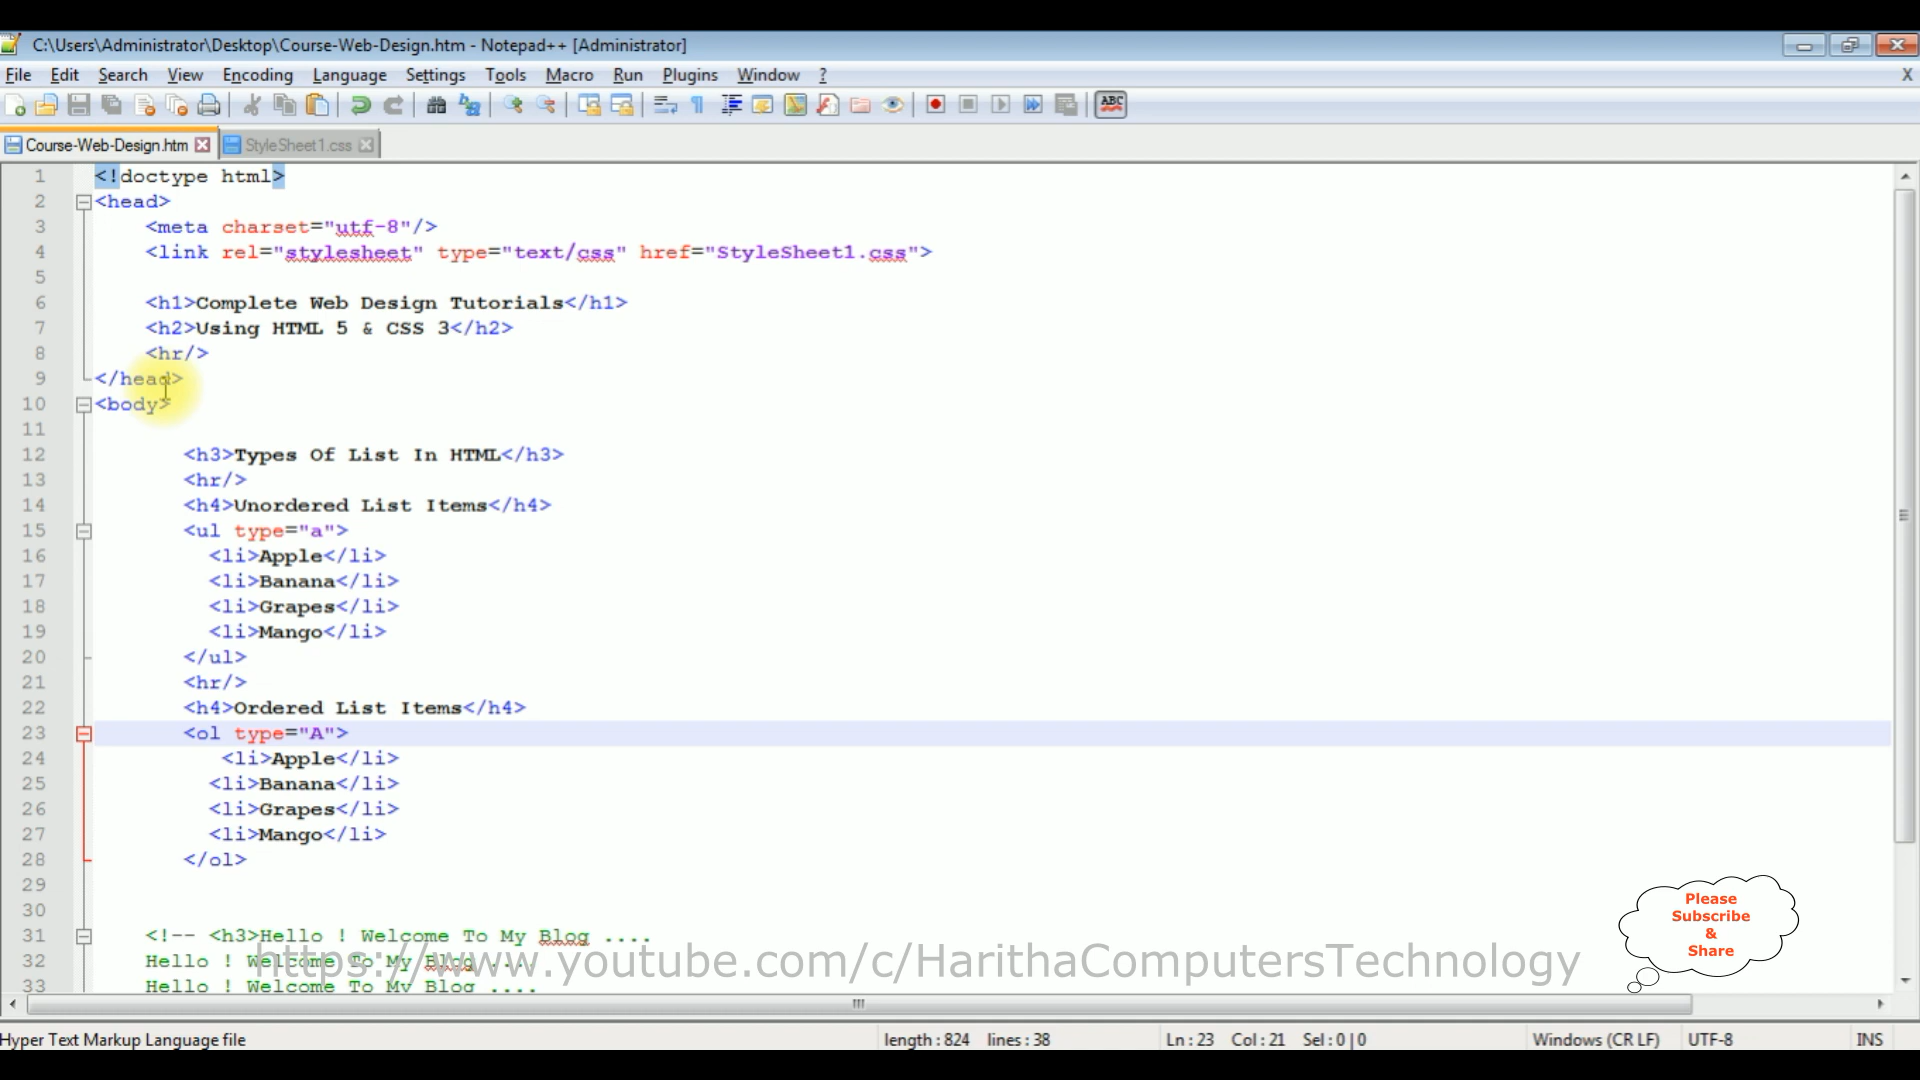 C:\Users\Administrator\Desktop\Course-Web-Design.htm - Notepad++ [Administrator]
File Edit Search View Encoding Language Settings Tools Macro Run Plugins Window ? X
ABC
Course-Web-Design.htm StyleSheet1.css
1 <!doctype html>
2 <head>
3 <meta charset="utf-8"/>
4 <link rel="stylesheet" type="text/css" href="StyleSheet1.css">
5
6 <h1>Complete Web Design Tutorials</h1>
7 <h2>Using HTML 5 & CSS 3</h2>
8 <hr/>
9 </head>
10 <body>
11
12 <h3>Types Of List In HTML</h3>
13 <hr/>
14 <h4>Unordered List Items</h4>
15 <ul type="a">
16 <li>Apple</li>
17 <li>Banana</li>
18 <li>Grapes</li>
19 <li>Mango</li>
20 </ul>
21 <hr/>
22 <h4>Ordered List Items</h4>
23 <ol type="A">
24 <li>Apple</li>
25 <li>Banana</li>
26 <li>Grapes</li>
27 <li>Mango</li>
28 </ol>
29
30
31 <!-- <h3>Hello ! Welcome To My Blog ....
32 Hello ! Welcome To My Blog ....
33 Hello ! Welcome To My Blog ....
https://www.youtube.com/c/HarithaComputersTechnology
Please
Subscribe
&
Share
Hyper Text Markup Language file length : 824 lines : 38 Ln : 23 Col : 21 Sel : 0 | 0 Windows (CR LF) UTF-8 INS